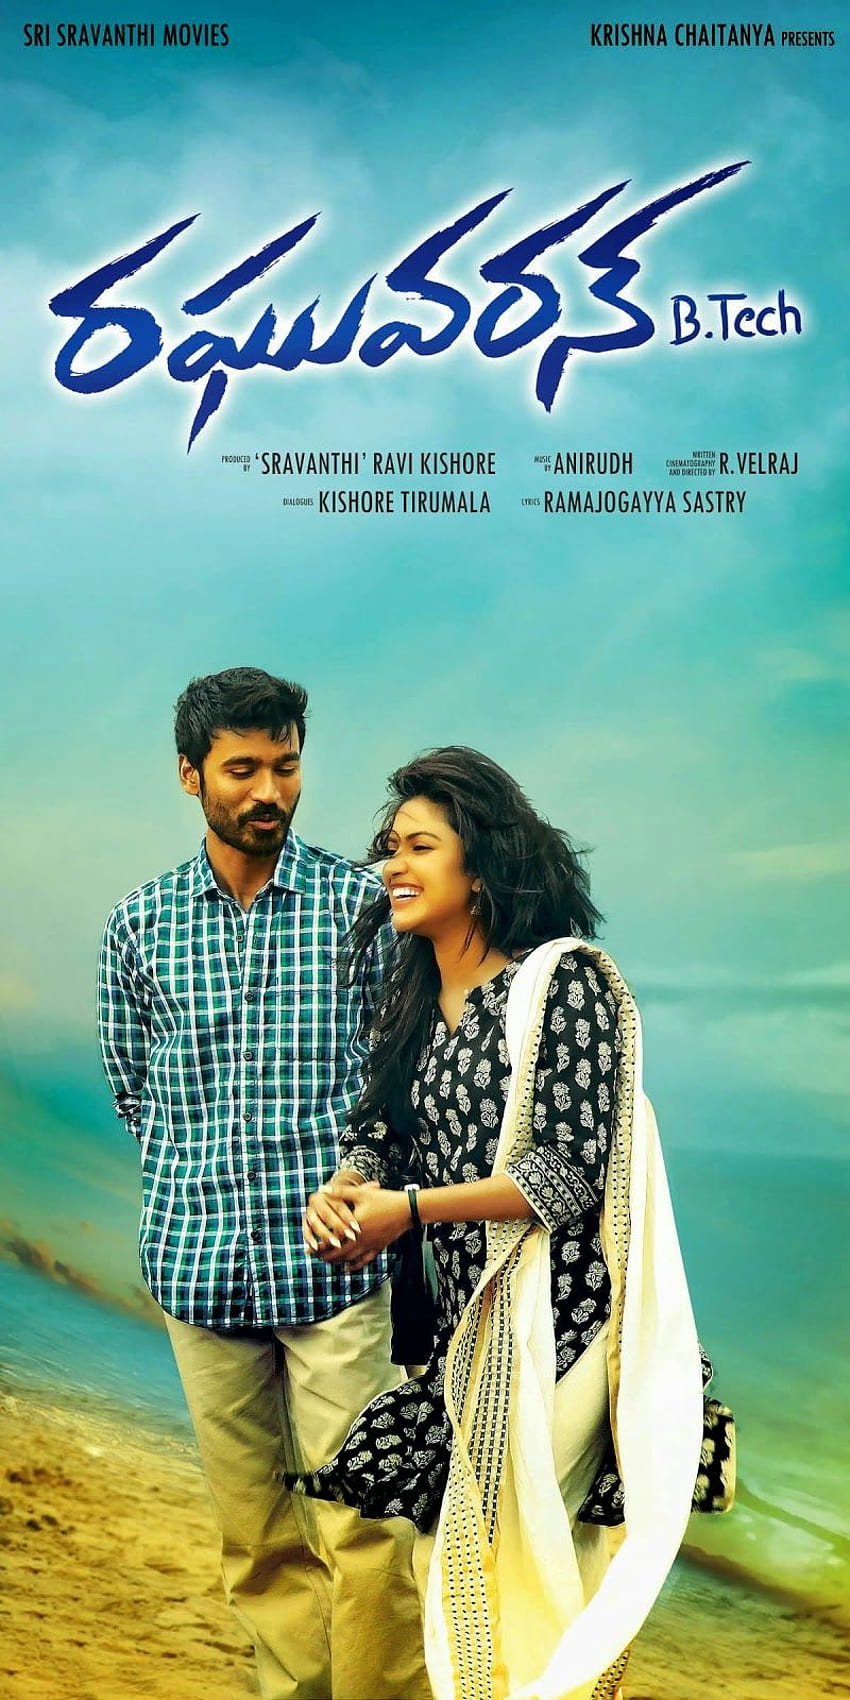 SRI SRAVANTHI MOVIES
KRISHNA CHAITANYA PRESENTS
రఘువరన్ B.Tech
PRODUCED BY 'SRAVANTHI' RAVI KISHORE MUSIC BY ANIRUDH WRITTEN CINEMATOGRAPHY AND DIRECTED BY R.VELRAJ
DIALOGUES KISHORE TIRUMALA LYRICS RAMAJOGAYYA SASTRY